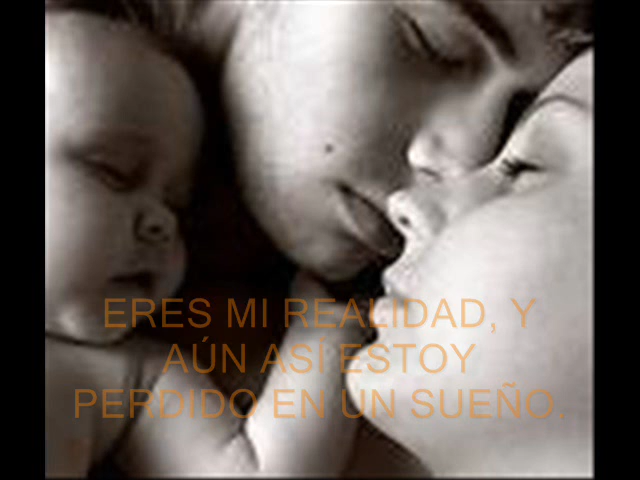 ERES MI REALIDAD, Y
AÚN ASÍ ESTOY
PERDIDO EN UN SUEÑO.